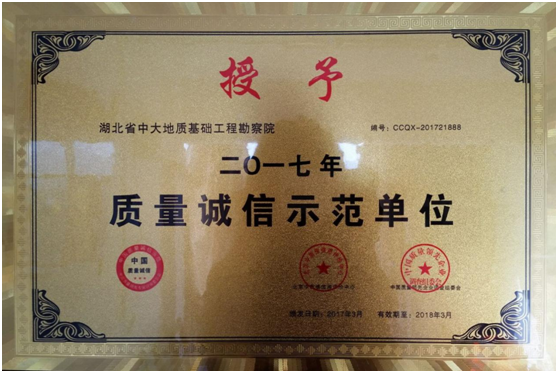 授予
湖北省中大地质基础工程勘察院 编号：CCQX-201721888
二〇一七年
质量诚信示范单位
中国
质量诚信
颁发日期：2017年3月 有效期至：2018年3月